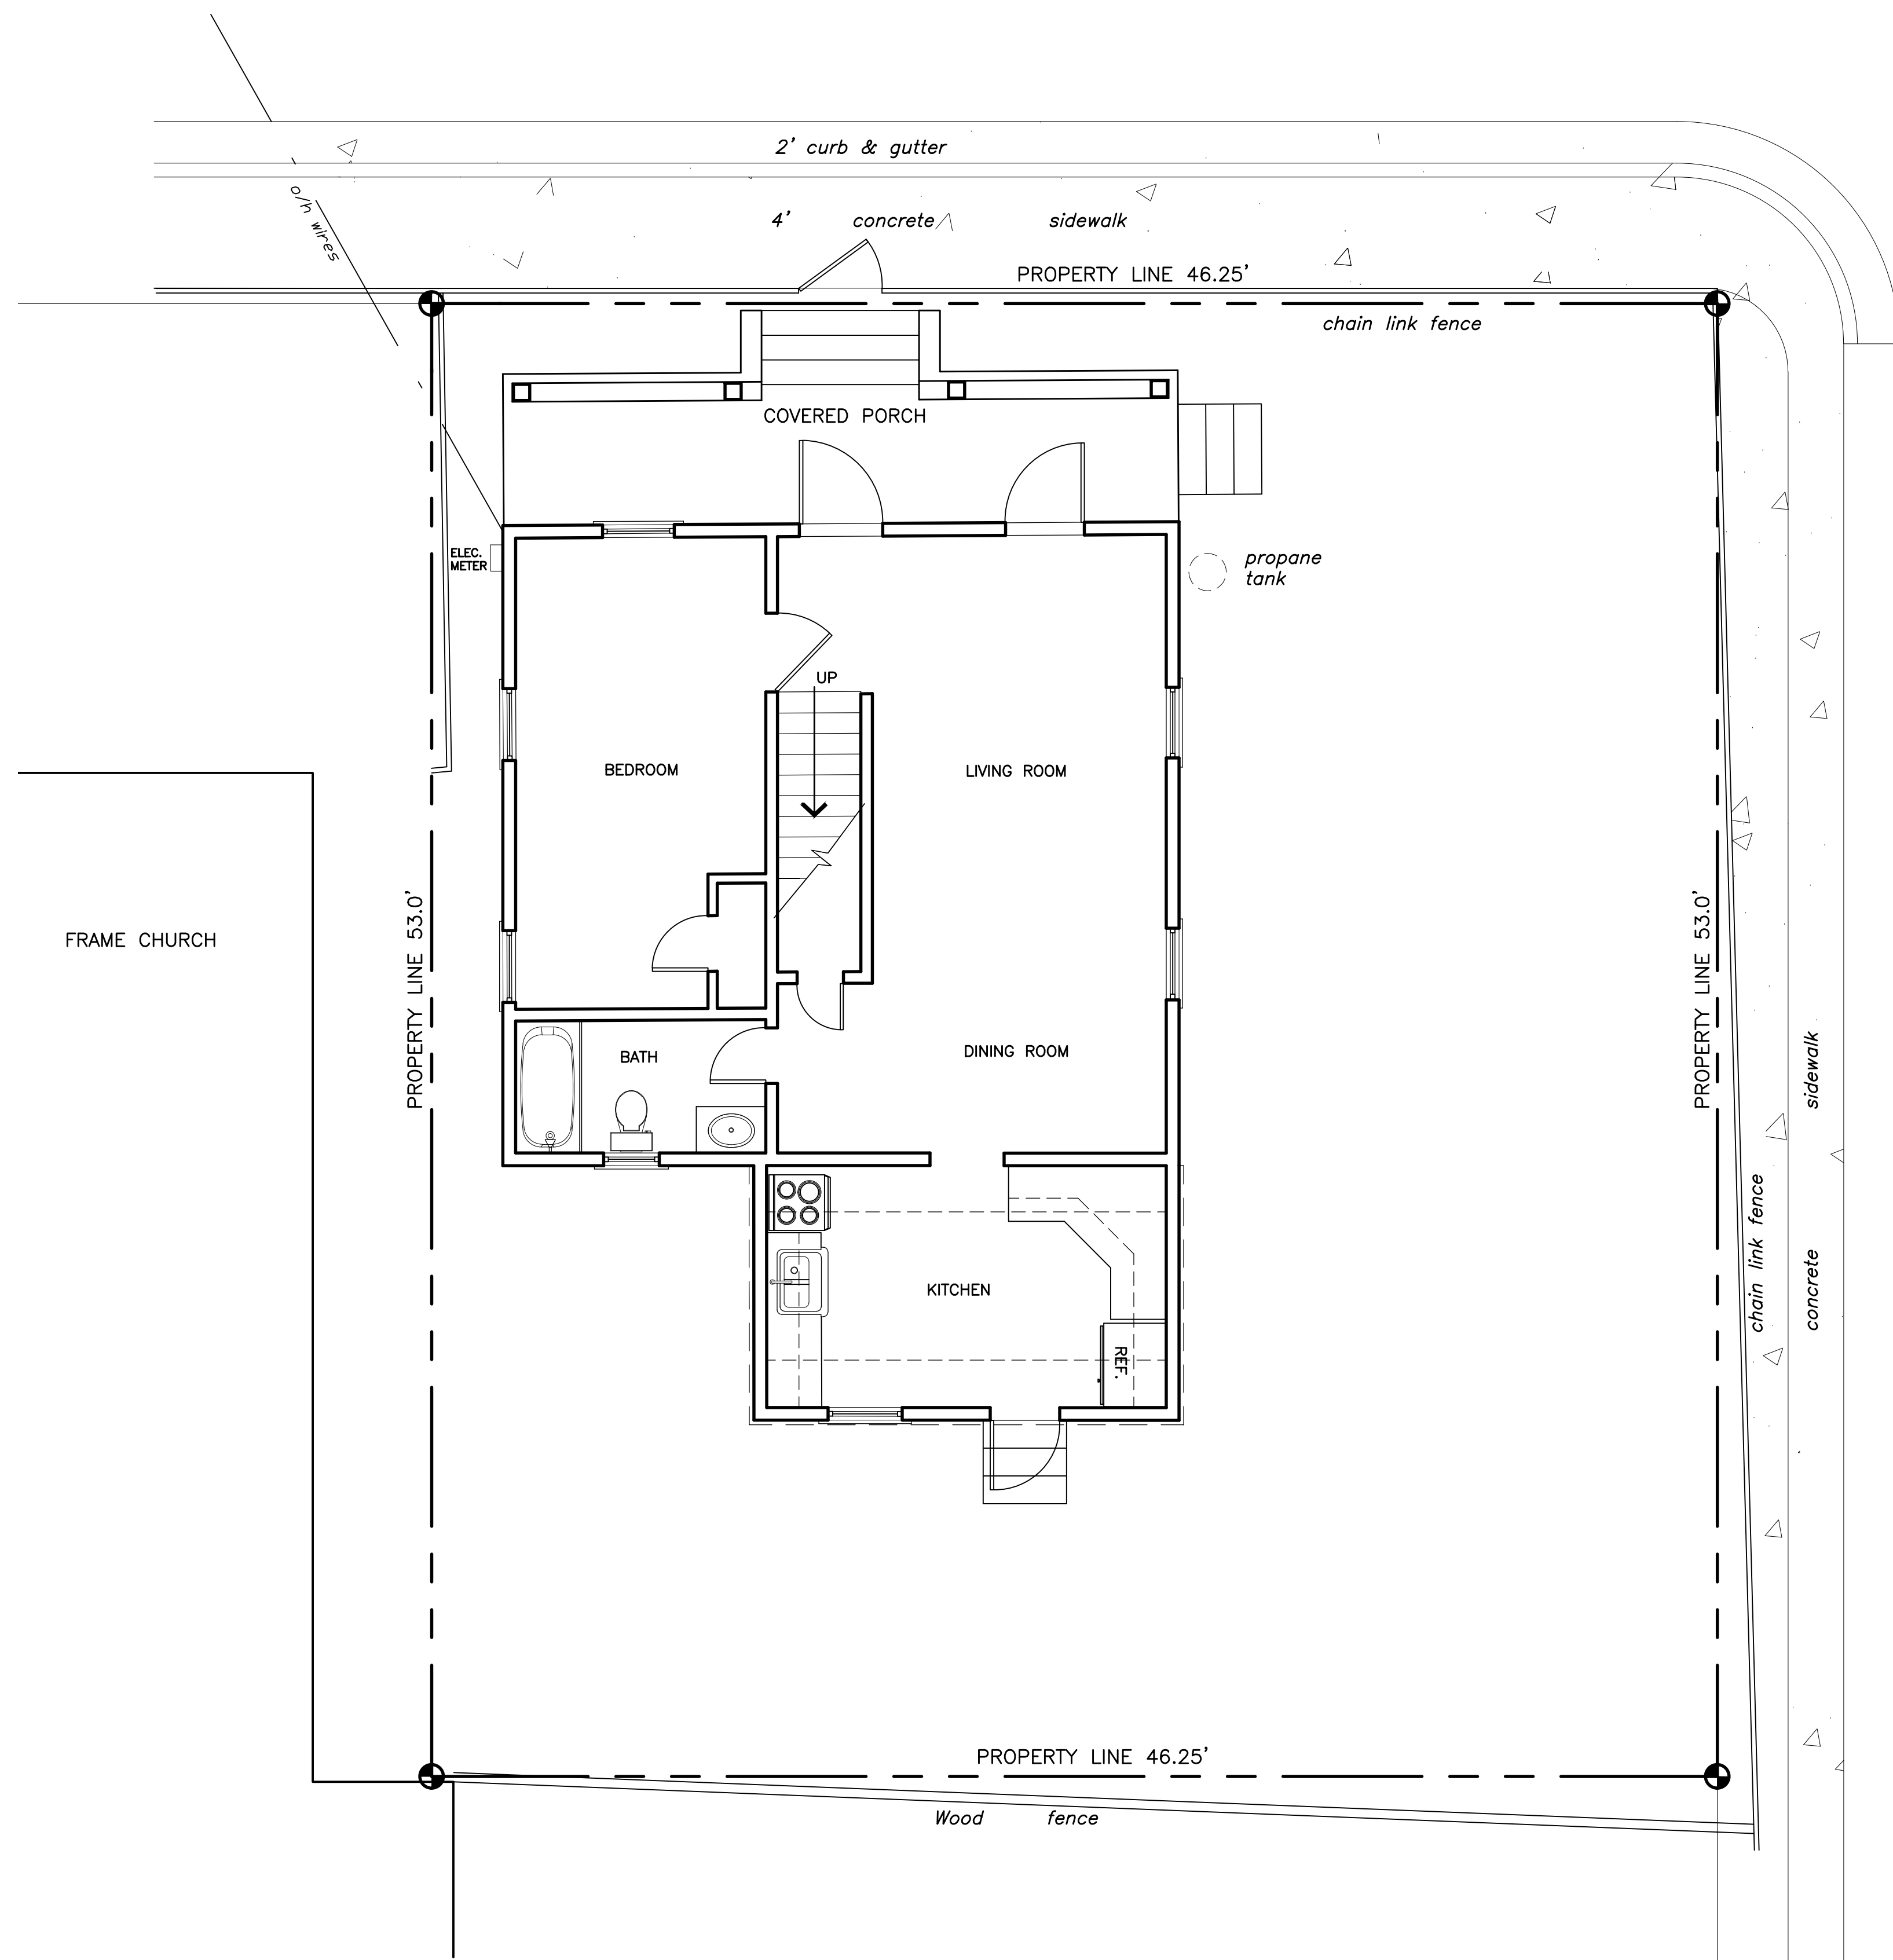 2' curb & gutter
o/h wires
4' concrete sidewalk
PROPERTY LINE 46.25'
chain link fence
COVERED PORCH
ELEC.
METER
propane
tank
UP
BEDROOM
LIVING ROOM
FRAME CHURCH
PROPERTY LINE 53.0'
PROPERTY LINE 53.0'
BATH
DINING ROOM
concrete sidewalk
chain link fence
KITCHEN
REF.
PROPERTY LINE 46.25'
Wood fence